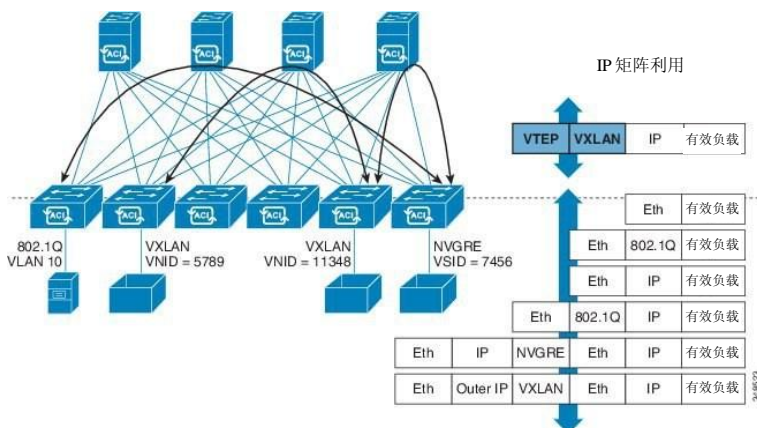 ACI ACI ACI ACI
IP 矩阵利用
VTEP VXLAN IP 有效负载
ACI ACI ACI ACI ACI ACI
Eth 有效负载
802.1Q
VLAN 10
VXLAN
VNID = 5789
VXLAN
VNID = 11348
NVGRE
VSID = 7456
Eth 802.1Q 有效负载
Eth IP 有效负载
Eth 802.1Q IP 有效负载
Eth IP NVGRE Eth IP 有效负载
Eth Outer IP VXLAN Eth IP 有效负载